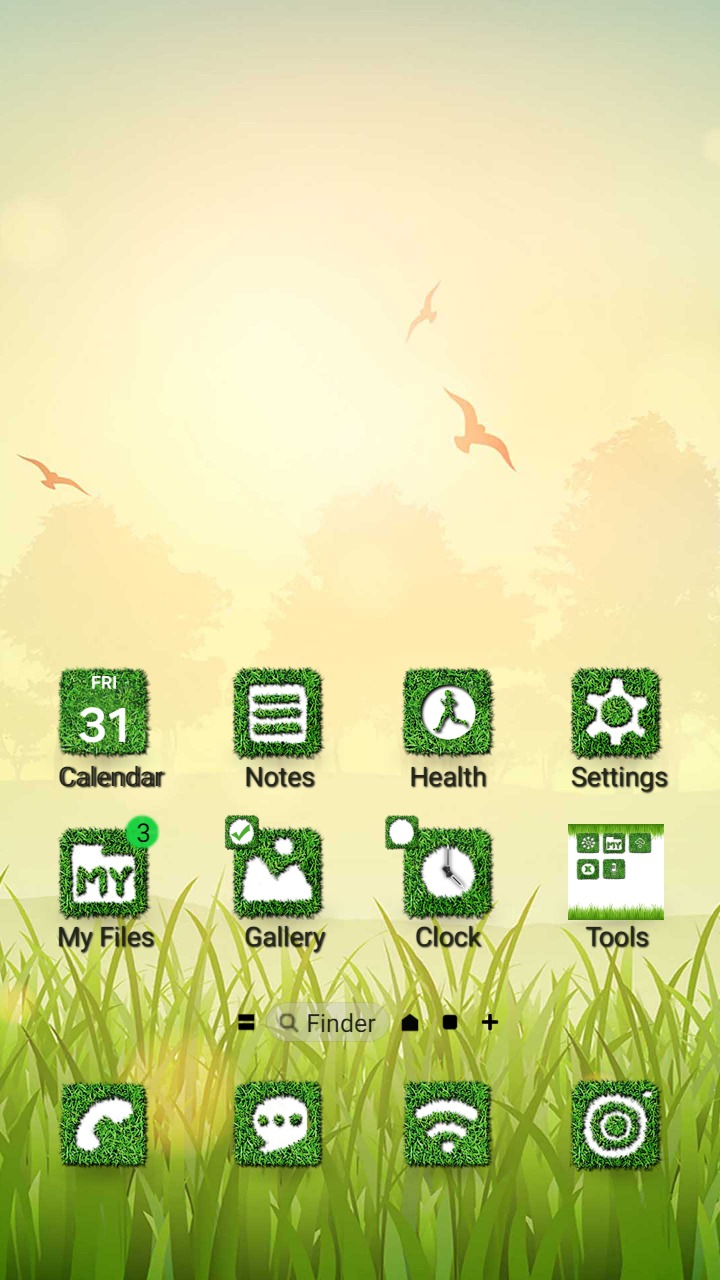 FRI
31
Calendar
Notes
Health
Settings
3
MY
MY
My Files
Gallery
Clock
Tools
Finder